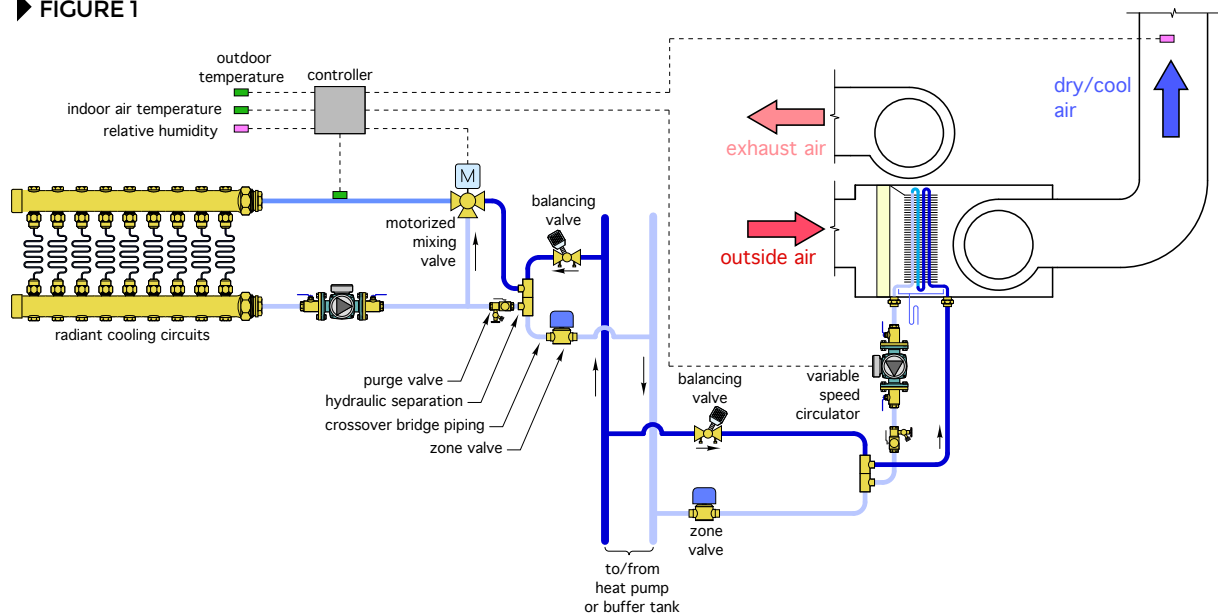 FIGURE 1
outdoor
temperature
controller
indoor air temperature
relative humidity
M
motorized
mixing
valve
balancing
valve
exhaust air
dry/cool
air
outside air
radiant cooling circuits
purge valve
hydraulic separation
crossover bridge piping
zone valve
balancing
valve
variable
speed
circulator
zone
valve
to/from
heat pump
or buffer tank